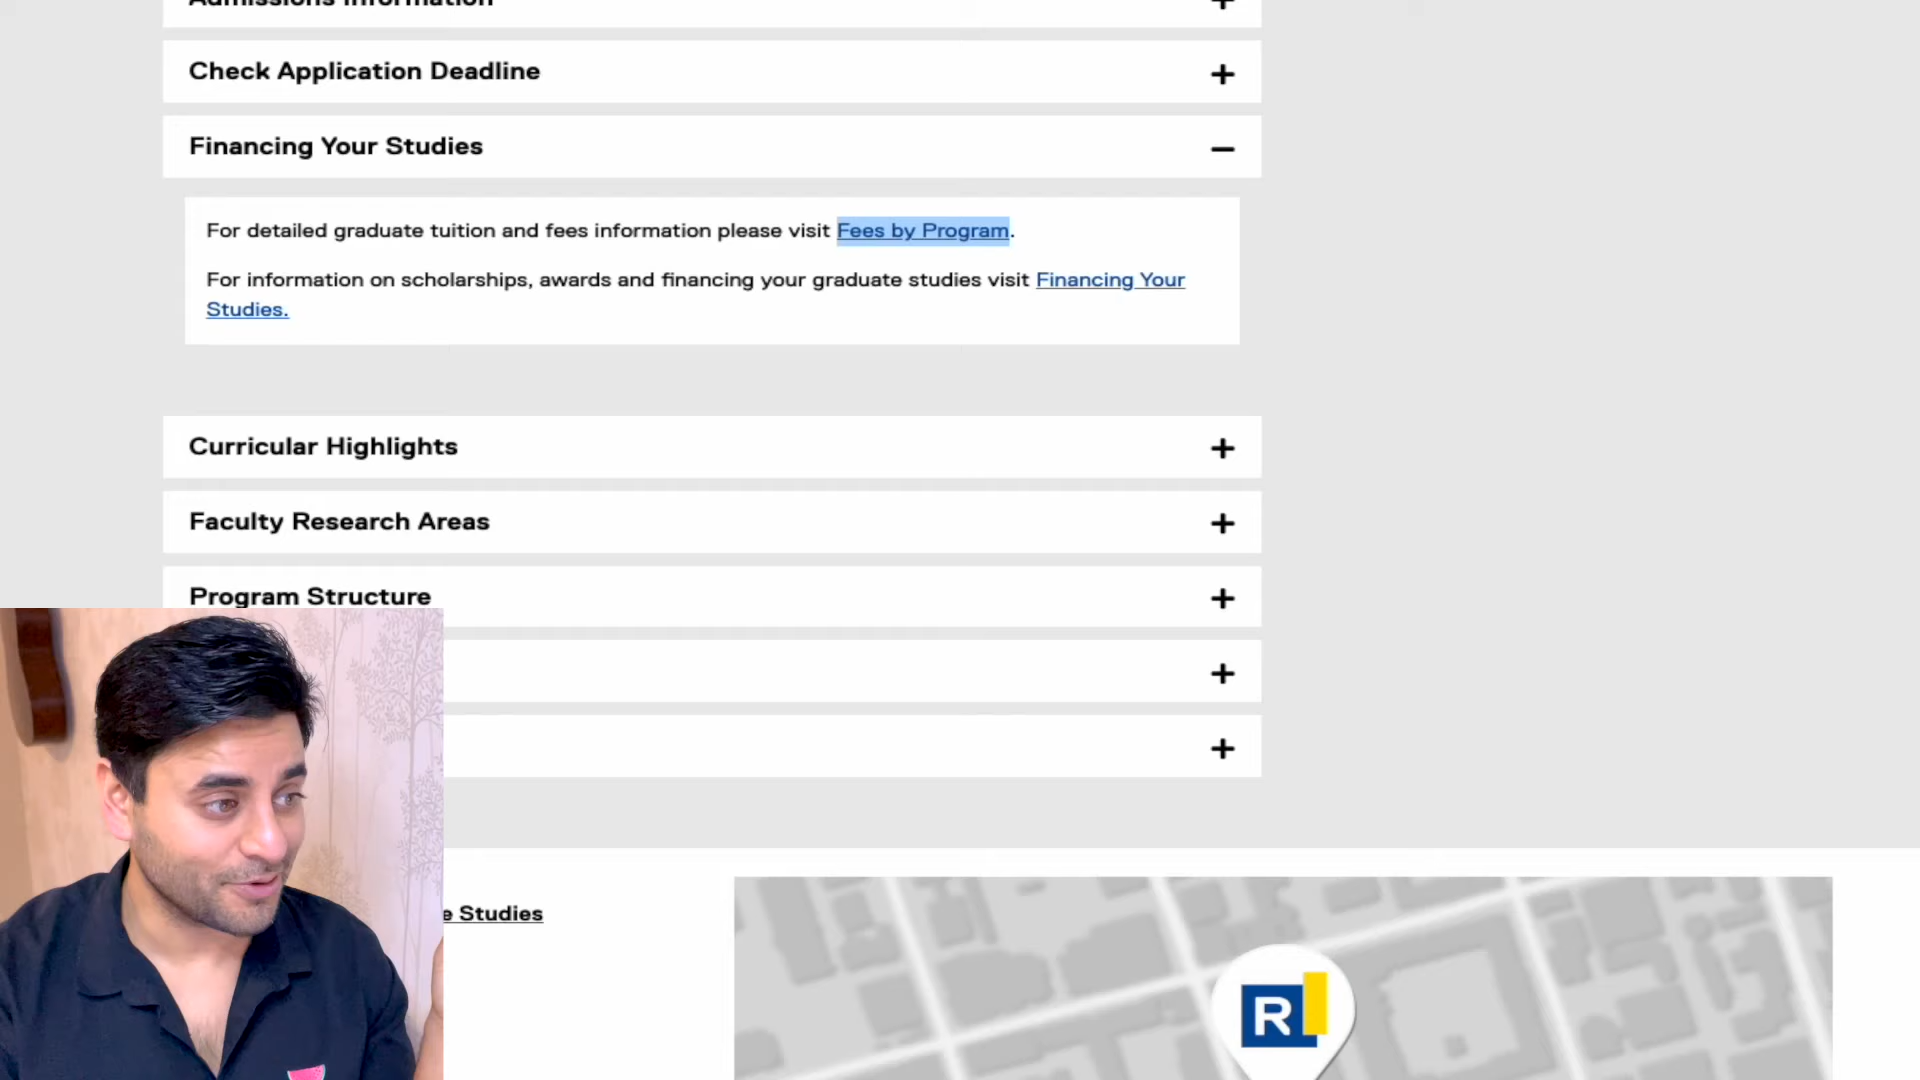 Admissions Information
Check Application Deadline
Financing Your Studies
For detailed graduate tuition and fees information please visit Fees by Program.
For information on scholarships, awards and financing your graduate studies visit Financing Your
Studies.
Curricular Highlights
Faculty Research Areas
Program Structure
e Studies
R